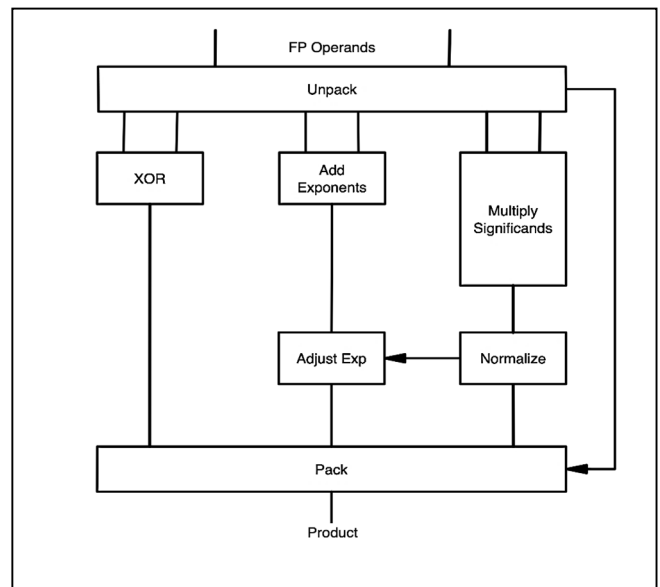 FP Operands
Unpack
XOR
Add
Exponents
Multiply
Significands
Adjust Exp
Normalize
Pack
Product